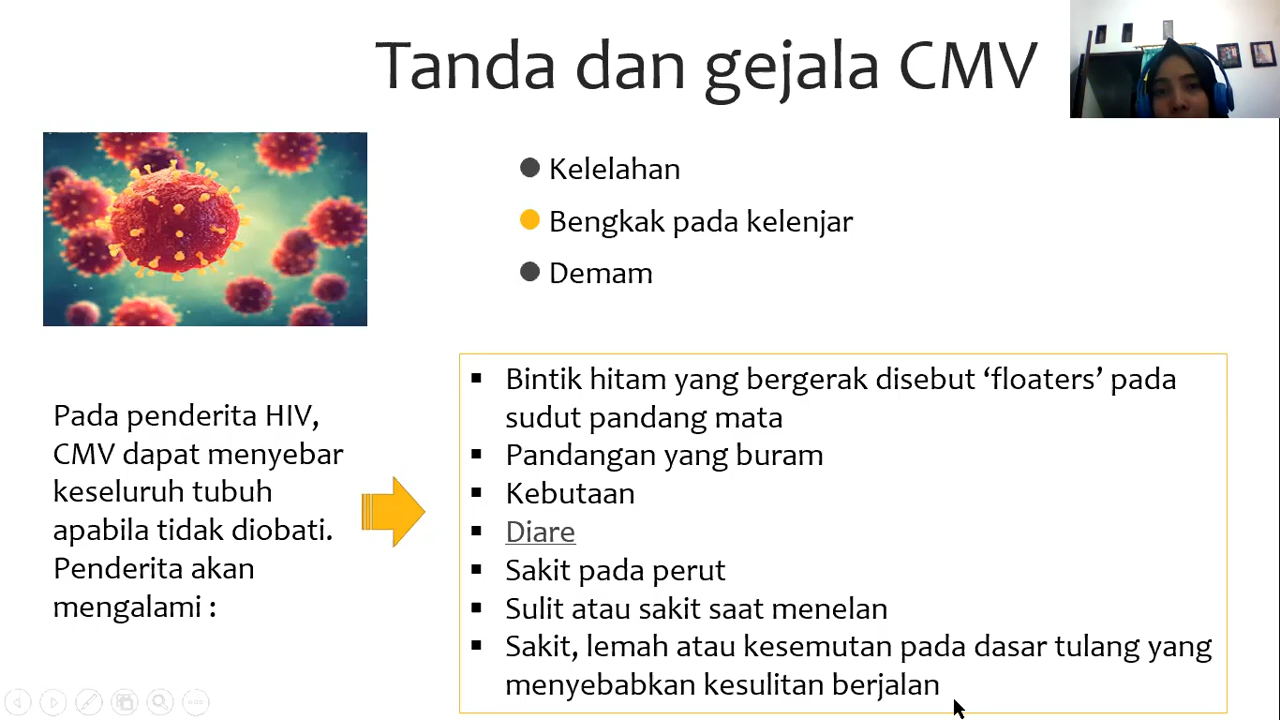 Tanda dan gejala CMV
Kelelahan
Bengkak pada kelenjar
Demam
Pada penderita HIV,
CMV dapat menyebar
keseluruh tubuh
apabila tidak diobati.
Penderita akan
mengalami :
Bintik hitam yang bergerak disebut ‘floaters’ pada
sudut pandang mata
Pandangan yang buram
Kebutaan
Diare
Sakit pada perut
Sulit atau sakit saat menelan
Sakit, lemah atau kesemutan pada dasar tulang yang
menyebabkan kesulitan berjalan